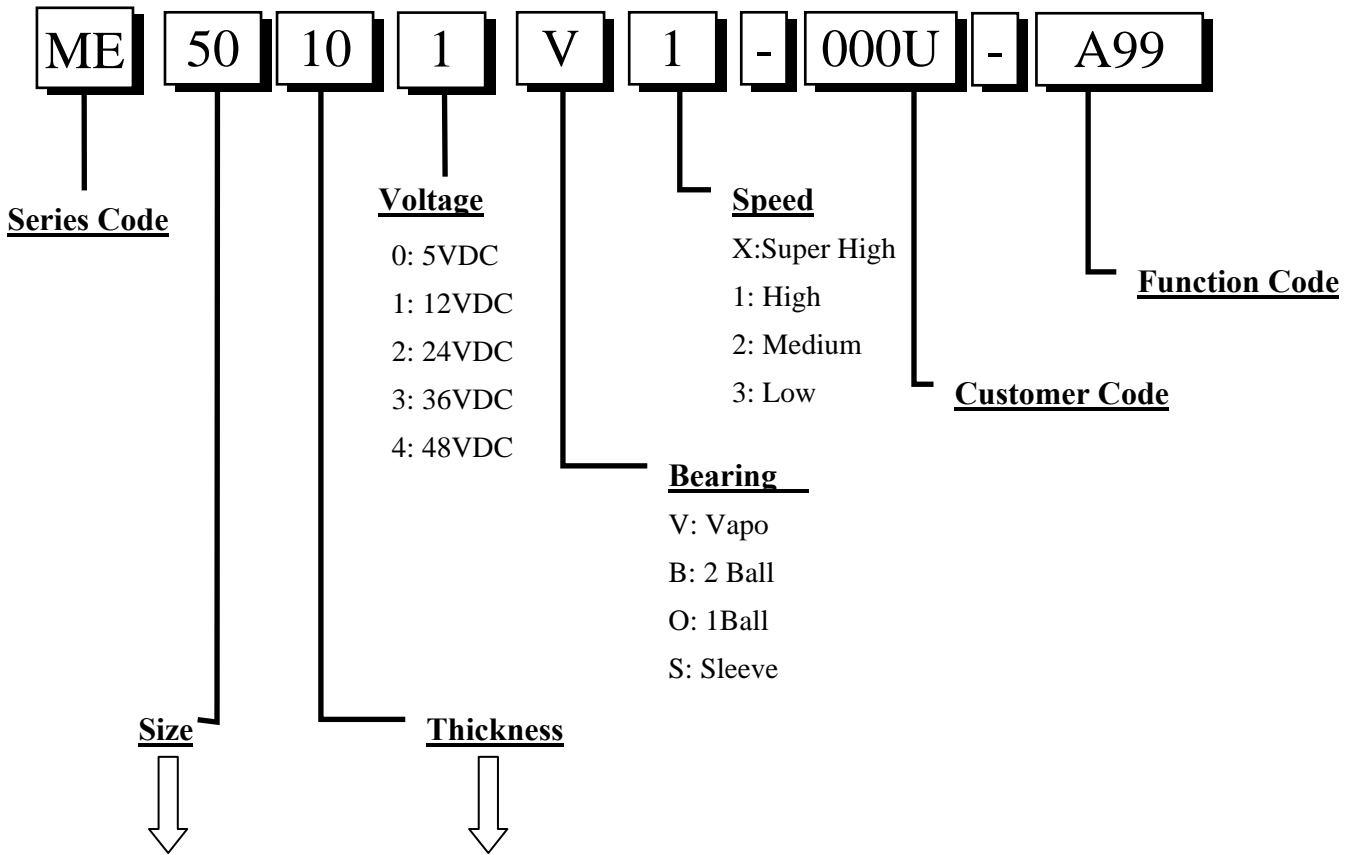 ME 50 10 1 V 1 - 000U - A99
Series Code
Voltage
0: 5VDC
1: 12VDC
2: 24VDC
3: 36VDC
4: 48VDC
Speed
X:Super High
1: High
2: Medium
3: Low
Function Code
Customer Code
Bearing
V: Vapo
B: 2 Ball
O: 1Ball
S: Sleeve
Size
Thickness